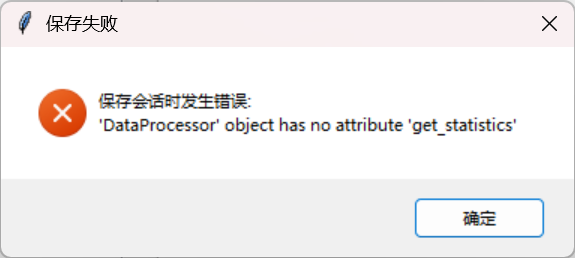 保存失败
保存会话时发生错误:
'DataProcessor' object has no attribute 'get_statistics'
确定